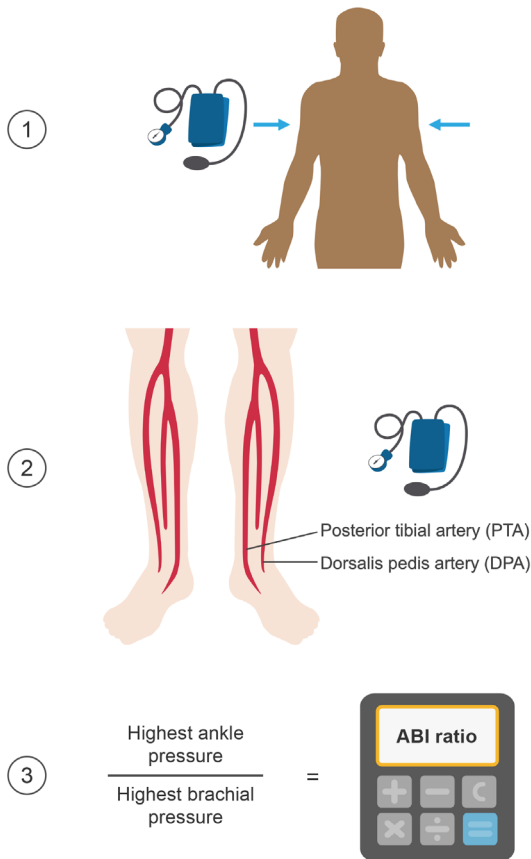 1
2
Posterior tibial artery (PTA)
Dorsalis pedis artery (DPA)
3
Highest ankle
pressure
Highest brachial
pressure
=
ABI ratio
+ − C
× ÷ =